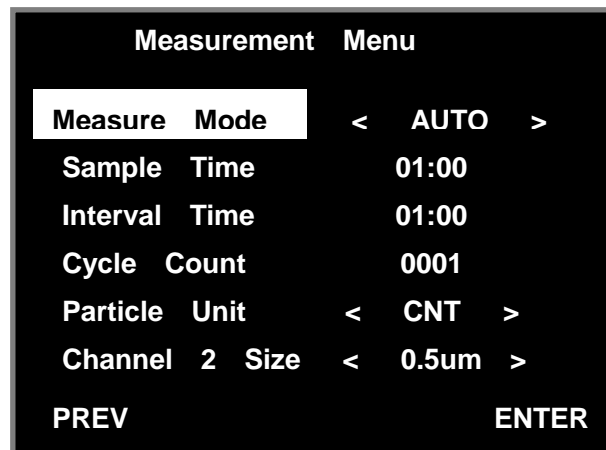 Measurement Menu
Measure Mode < AUTO >
Sample Time 01:00
Interval Time 01:00
Cycle Count 0001
Particle Unit < CNT >
Channel 2 Size < 0.5um >
PREV ENTER